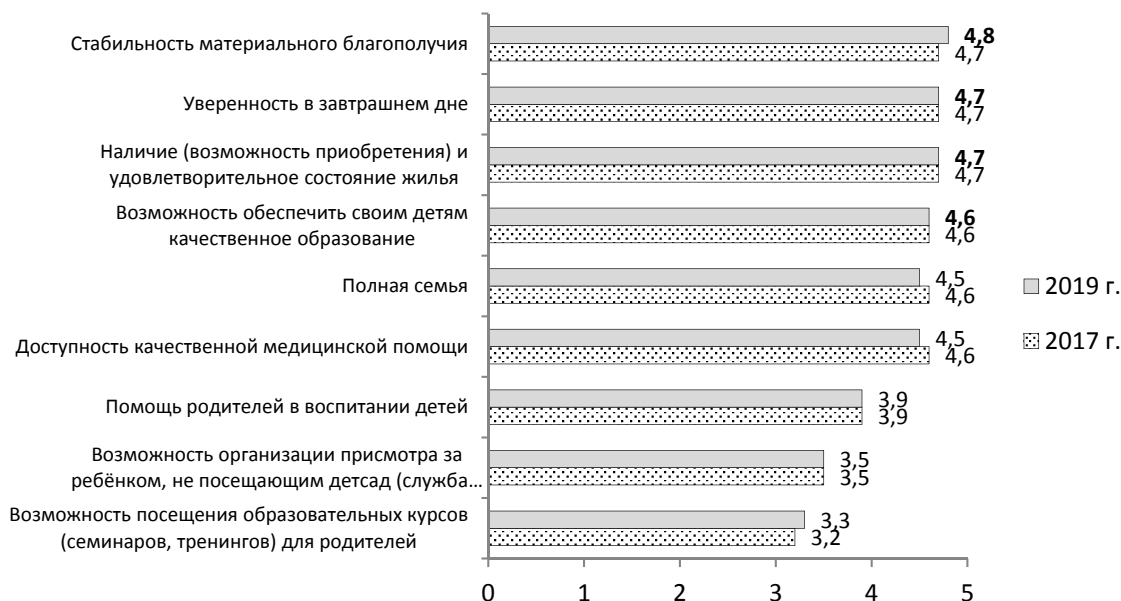 Стабильность материального благополучия
4,8
4,7
Уверенность в завтрашнем дне
4,7
4,7
Наличие (возможность приобретения) и
удовлетворительное состояние жилья
4,7
4,7
Возможность обеспечить своим детям
качественное образование
4,6
4,6
Полная семья
4,5
4,6
Доступность качественной медицинской помощи
4,5
4,6
Помощь родителей в воспитании детей
3,9
3,9
Возможность организации присмотра за
ребёнком, не посещающим детсад (служба…
3,5
3,5
Возможность посещения образовательных курсов
(семинаров, тренингов) для родителей
3,3
3,2
2019 г.
2017 г.
0 1 2 3 4 5